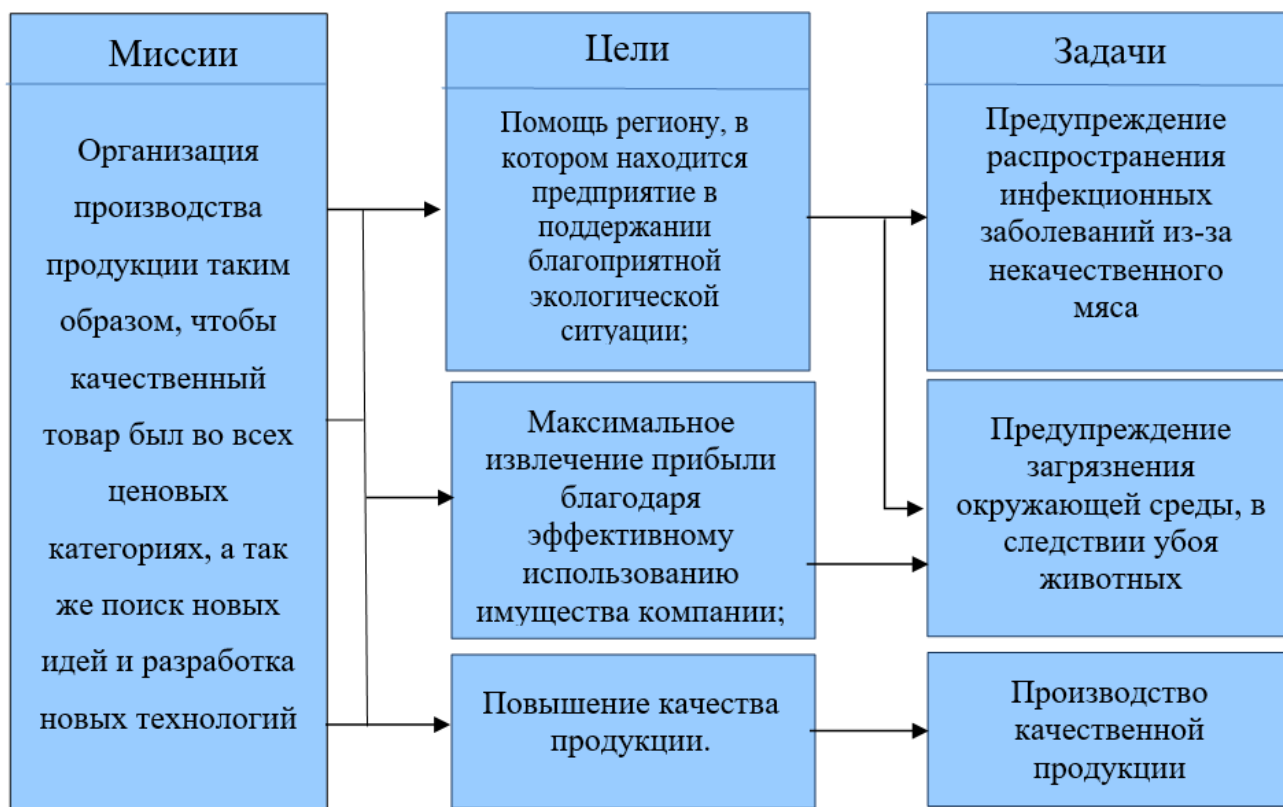 Миссии
Организация
производства
продукции таким
образом, чтобы
качественный
товар был во всех
ценовых
категориях, а так
же поиск новых
идей и разработка
новых технологий
Цели
Помощь региону, в
котором находится
предприятие в
поддержании
благоприятной
экологической
ситуации;
Максимальное
извлечение прибыли
благодаря
эффективному
использованию
имущества компании;
Повышение качества
продукции.
Задачи
Предупреждение
распространения
инфекционных
заболеваний из-за
некачественного
мяса
Предупреждение
загрязнения
окружающей среды, в
следствии убоя
животных
Производство
качественной
продукции